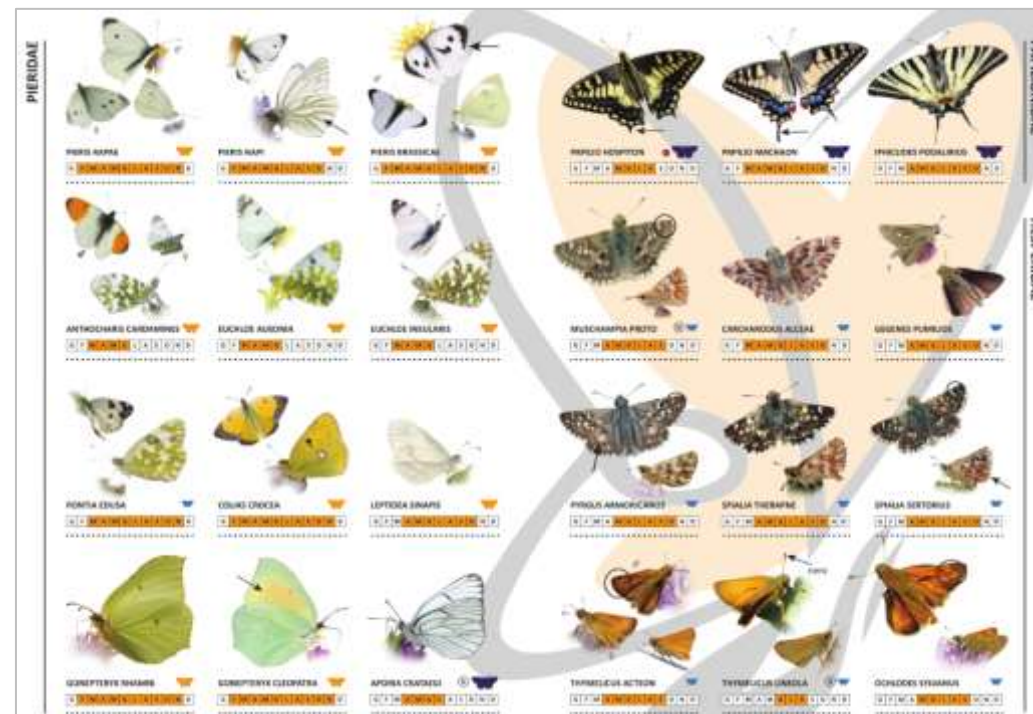 PIERIDAE
PIERIS RAPAE
PIERIS NAPI
PIERIS BRASSICAE
PAPILIO HOSPITON
PAPILIO MACHAON
IPHICLIDES PODALIRIUS
G F M A M G L A S O N D
G F M A M G L A S O N D
G F M A M G L A S O N D
G F M A M G L A S O N D
G F M A M G L A S O N D
G F M A M G L A S O N D
ANTHOCHARIS CARDAMINES
EUCHLOE AUSONIA
EUCHLOE INSULARIS
MUSCHAMPIA PROTO
CARCHARODUS ALCEAE
GEGENES PUMILIO
G F M A M G L A S O N D
G F M A M G L A S O N D
G F M A M G L A S O N D
G F M A M G L A S O N D
G F M A M G L A S O N D
G F M A M G L A S O N D
PONTIA
COLIAS CROCEA
LEPTIDEA SINAPIS
PYRGUS ARMORICANUS
SPIALIA THERAPNE
SPIALIA SERTORIUS
G F M A M G L A S O N D
G F M A M G L A S O N D
G F M A M G L A S O N D
G F M A M G L A S O N D
G F M A M G L A S O N D
G F M A M G L A S O N D
GONEPTERYX RHAMNI
GONEPTERYX CLEOPATRA
APORIA CRATAEGI
THYMELICUS ACTEON
THYMELICUS
OCHLODES SYLVANUS
G F M A M G L A S O N D
G F M A M G L A S O N D
G F M A M G L A S O N D
G F M A M G L A S O N D
G F M A M G L A S O N D
G F M A M G L A S O N D